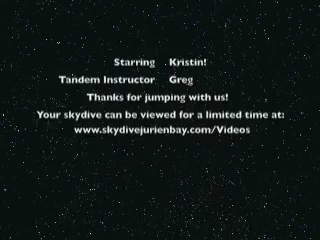 Starring Kristin!
Tandem Instructor Greg
Thanks for jumping with us!
Your skydive can be viewed for a limited time at:
www.skydivejurienbay.com/Videos